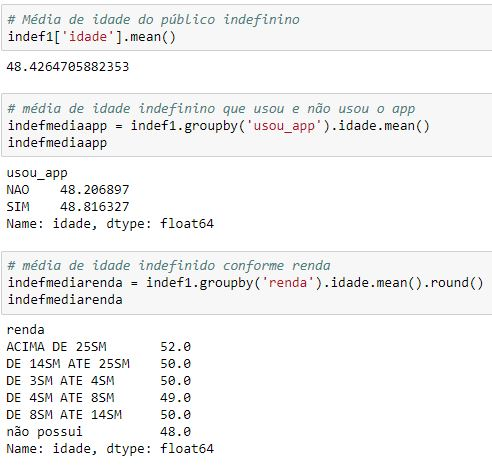 # Média de idade do público indefinino
indef1['idade'].mean()
48.4264705882353
# média de idade indefinino que usou e não usou o app
indefmediaapp = indef1.groupby('usou_app').idade.mean()
indefmediaapp
usou_app
NAO    48.206897
SIM    48.816327
Name: idade, dtype: float64
# média de idade indefinido conforme renda
indefmediarenda = indef1.groupby('renda').idade.mean().round()
indefmediarenda
renda
ACIMA DE 25SM       52.0
DE 14SM ATE 25SM    50.0
DE 3SM ATE 4SM      50.0
DE 4SM ATE 8SM      49.0
DE 8SM ATE 14SM     50.0
não possui          48.0
Name: idade, dtype: float64